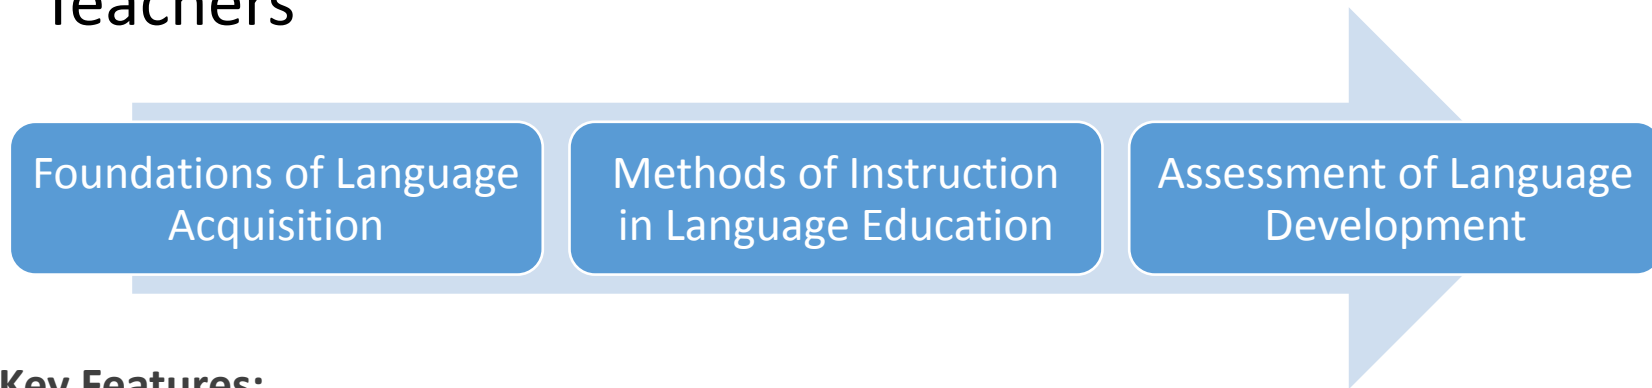 Teachers
Foundations of Language
Acquisition
Methods of Instruction
in Language Education
Assessment of Language
Development
Key Features: